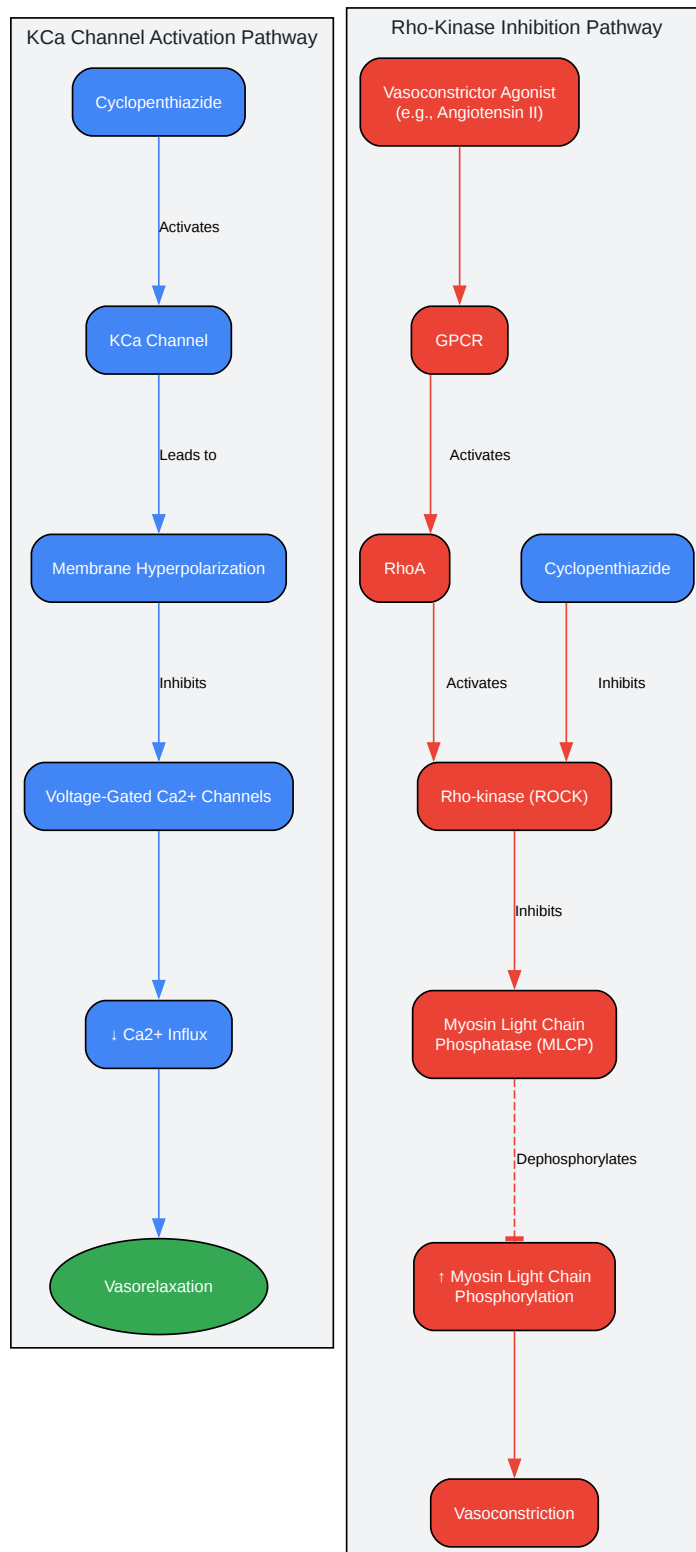 KCa Channel Activation Pathway
Cyclopenthiazide
Activates
KCa Channel
Leads to
Membrane Hyperpolarization
Inhibits
Voltage-Gated Ca2+ Channels
↓ Ca2+ Influx
Vasorelaxation
Rho-Kinase Inhibition Pathway
Vasoconstrictor Agonist
(e.g., Angiotensin II)
GPCR
Activates
RhoA
Cyclopenthiazide
Activates
Inhibits
Rho-kinase (ROCK)
Inhibits
Myosin Light Chain
Phosphatase (MLCP)
Dephosphorylates
↑ Myosin Light Chain
Phosphorylation
Vasoconstriction